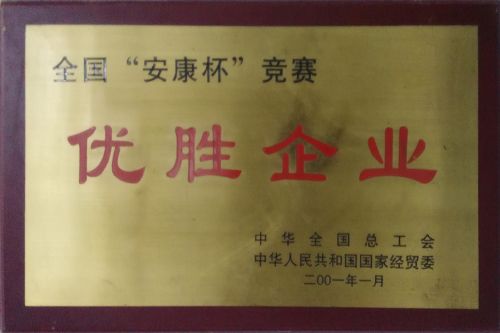 全国“安康杯”竞赛
优胜企业
中华全国总工会
中华人民共和国国家经贸委
二00一年一月